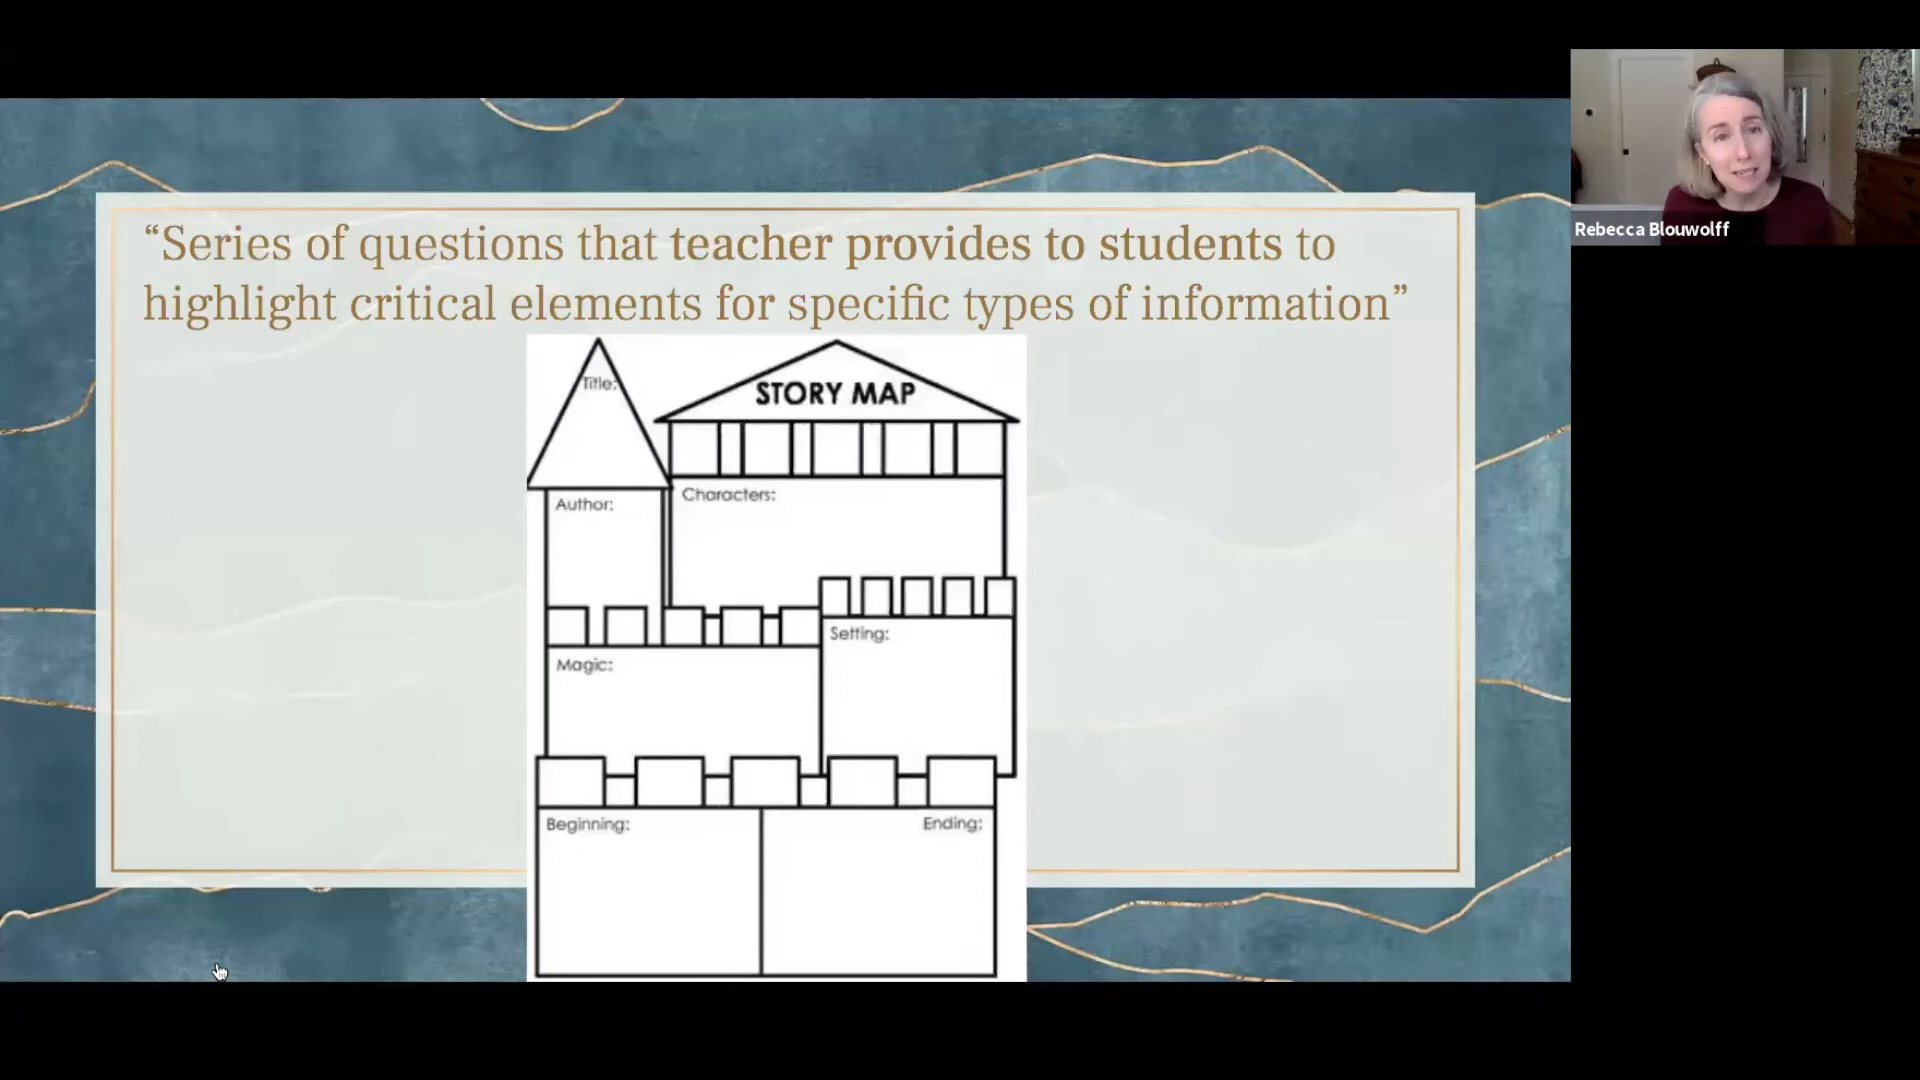 “Series of questions that teacher provides to students to
highlight critical elements for specific types of information”
Title:
STORY MAP
Author:
Characters:
Magic:
Setting:
Beginning:
Ending:
Rebecca Blouwolff